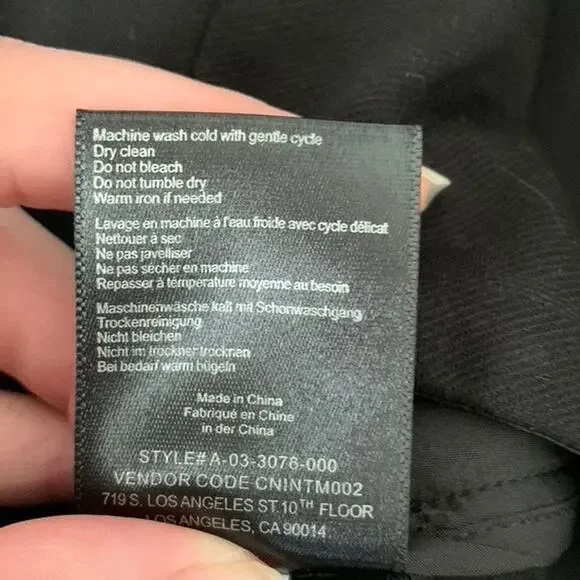 Machine wash cold with gentle cycle
Dry clean
Do not bleach
Do not tumble dry
Warm iron if needed
Lavage en machine à l'eau froide avec cycle délicat
Nettouer à sec
Ne pas javelliser
Ne pas sécher en machine
Repasser à température moyenne au besoin
Maschinenwäsche kalt mit Schonwaschgang
Trockenreinigung
Nicht bleichen
Nicht im trockner trocknen
Bei bedarf warm bügeln
Made in China
Fabriqué en China
in der China
STYLE# A-03-3076-000
VENDOR CODE CNINTM002
719 S. LOS ANGELES ST.10TH FLOOR
LOS ANGELES, CA 90014